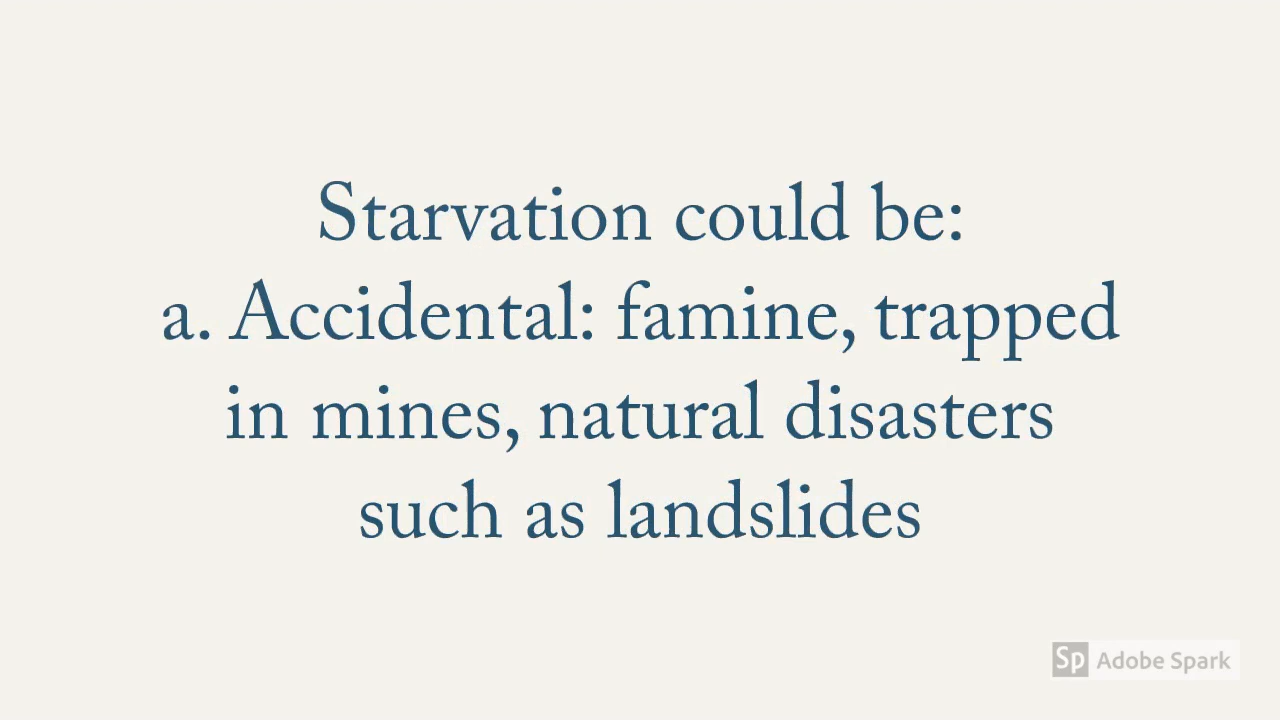 Starvation could be:
a. Accidental: famine, trapped
in mines, natural disasters
such as landslides
Sp Adobe Spark